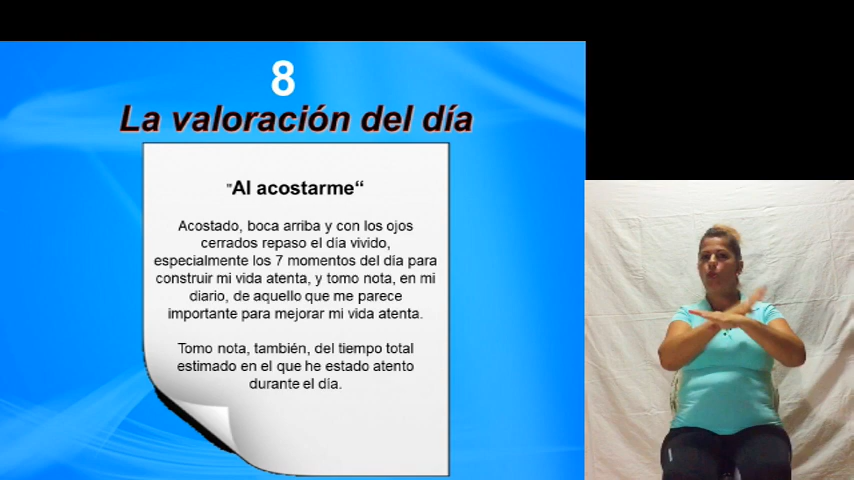 8
La valoración del día
"Al acostarme“
Acostado, boca arriba y con los ojos
cerrados repaso el día vivido,
especialmente los 7 momentos del día para
construir mi vida atenta, y tomo nota, en mi
diario, de aquello que me parece
importante para mejorar mi vida atenta.
Tomo nota, también, del tiempo total
estimado en el que he estado atento
durante el día.